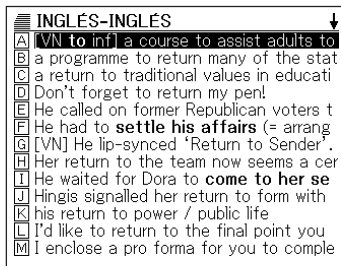 INGLÉS-INGLÉS
A [VN to inf] a course to assist adults to
B a programme to return many of the stat
C a return to traditional values in educati
D Don't forget to return my pen!
E He called on former Republican voters t
F He had to settle his affairs (= arrang
G [VN] He lip-synced ‘Return to Sender’.
H Her return to the team now seems a cer
I He waited for Dora to come to her se
J Hingis signalled her return to form with
K his return to power / public life
L I'd like to return to the final point you
M I enclose a pro forma for you to comple